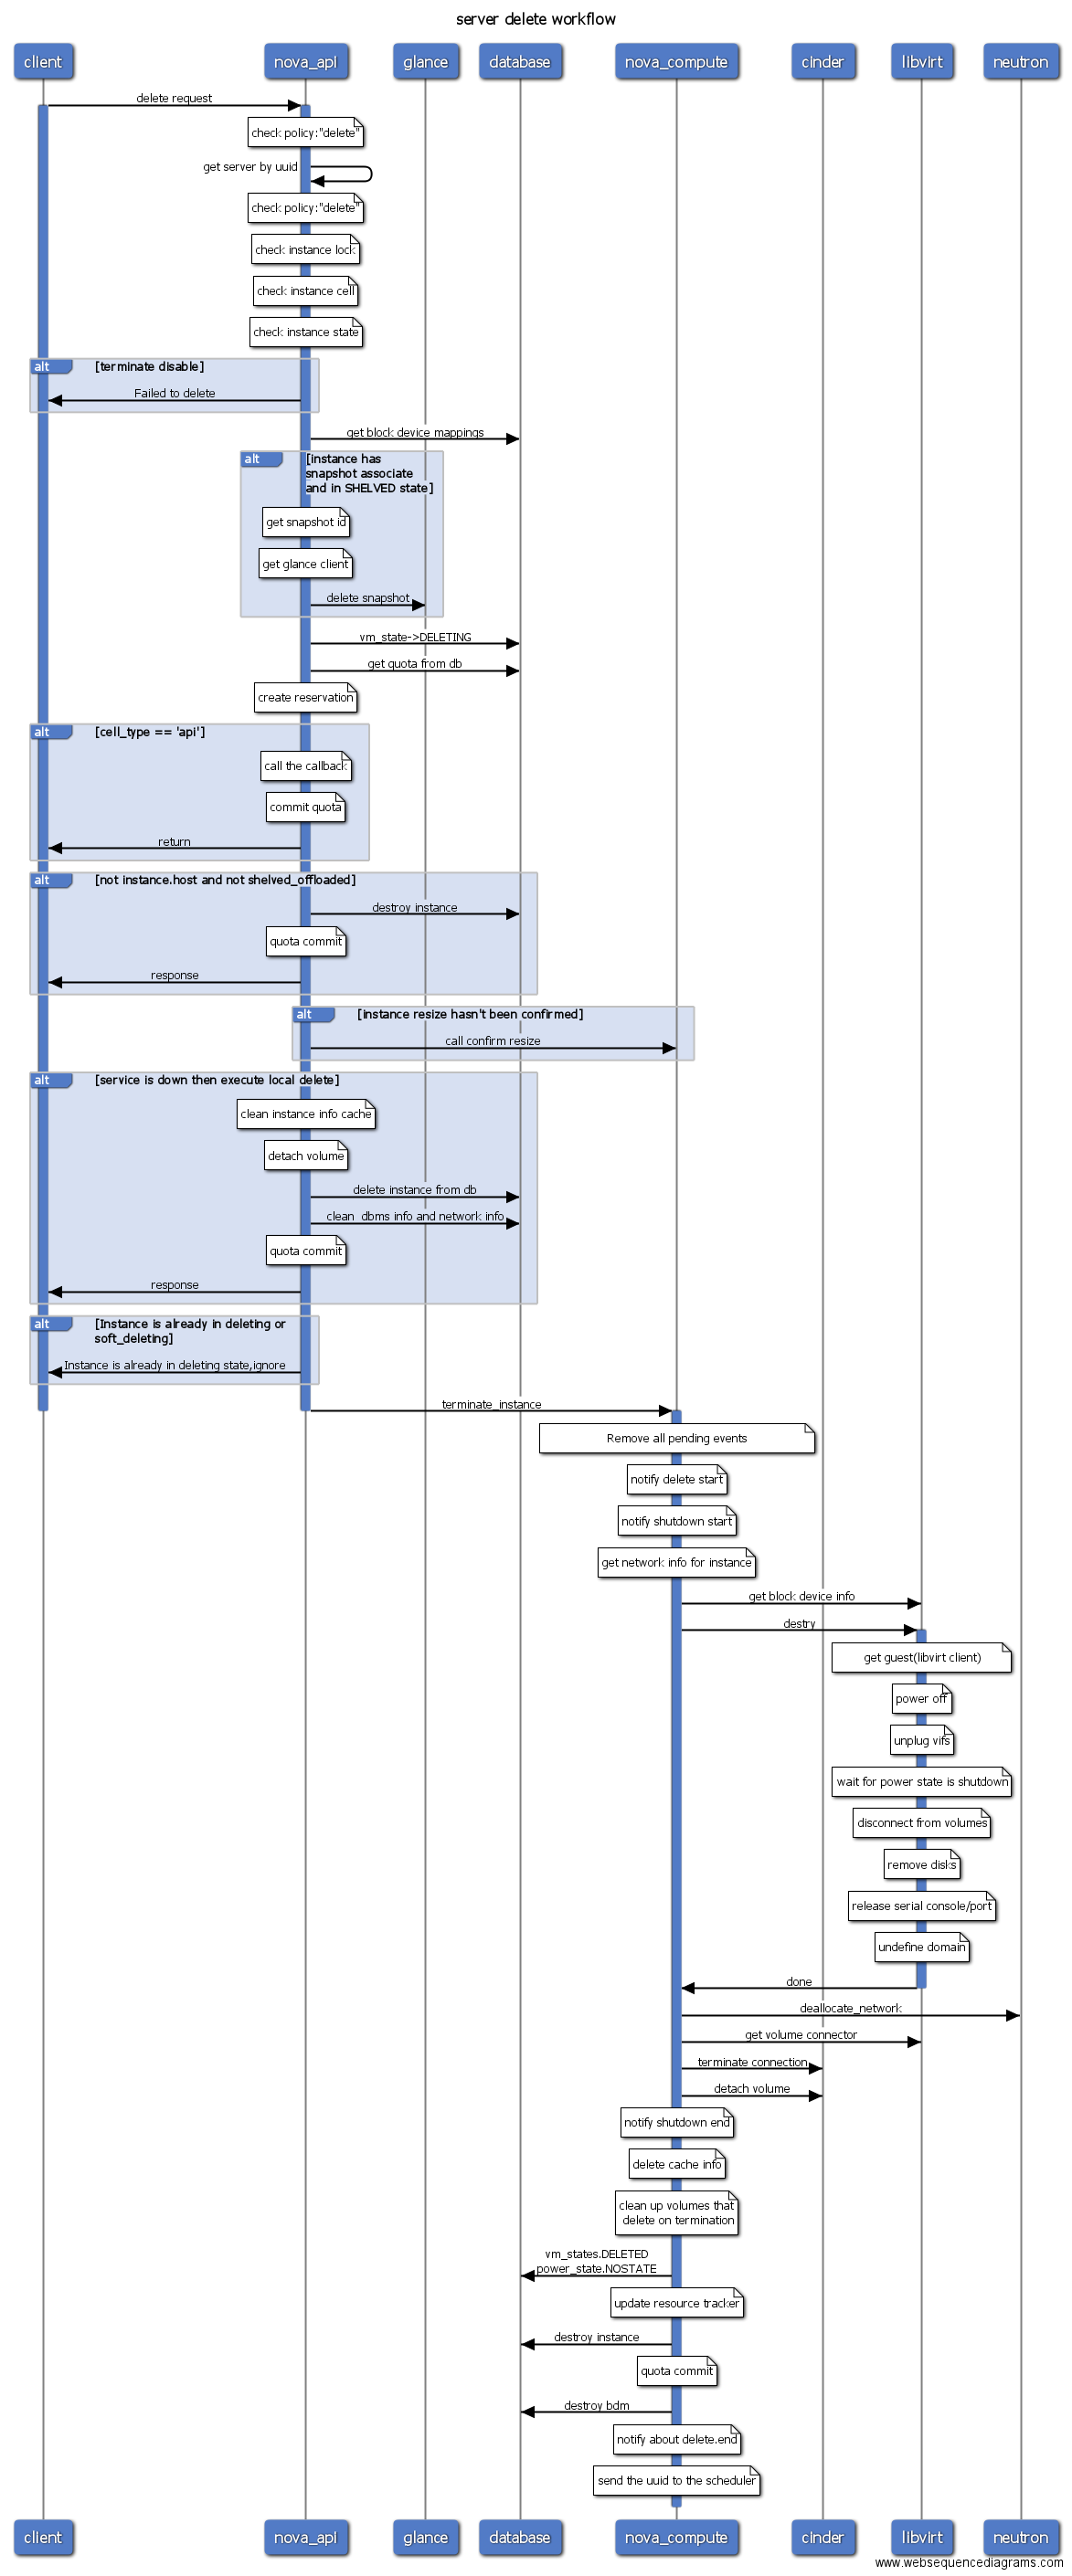 server delete workflow
client
nova_api
glance
database
nova_compute
cinder
libvirt
neutron
delete request
check policy:"delete"
get server by uuid
check policy:"delete"
check instance lock
check instance cell
check instance state
alt
[terminate disable]
Failed to delete
get block device mappings
alt
[instance has
snapshot associate
and in SHELVED state]
get snapshot id
get glance client
delete snapshot
vm_state->DELETING
get quota from db
create reservation
alt
[cell_type == 'api']
call the callback
commit quota
return
alt
[not instance.host and not shelved_offloaded]
destroy instance
quota commit
response
alt
[instance resize hasn't been confirmed]
call confirm resize
alt
[service is down then execute local delete]
clean instance info cache
detach volume
delete instance from db
clean  dbms info and network info
quota commit
response
alt
[Instance is already in deleting or
soft_deleting]
Instance is already in deleting state,ignore
terminate_instance
Remove all pending events
notify delete start
notify shutdown start
get network info for instance
get block device info
destry
get guest(libvirt client)
power off
unplug vifs
wait for power state is shutdown
disconnect from volumes
remove disks
release serial console/port
undefine domain
done
deallocate_network
get volume connector
terminate connection
detach volume
notify shutdown end
delete cache info
clean up volumes that
delete on termination
vm_states.DELETED
power_state.NOSTATE
update resource tracker
destroy instance
quota commit
destroy bdm
notify about delete.end
send the uuid to the scheduler
client
nova_api
glance
database
nova_compute
cinder
libvirt
neutron
www.websequencediagrams.com